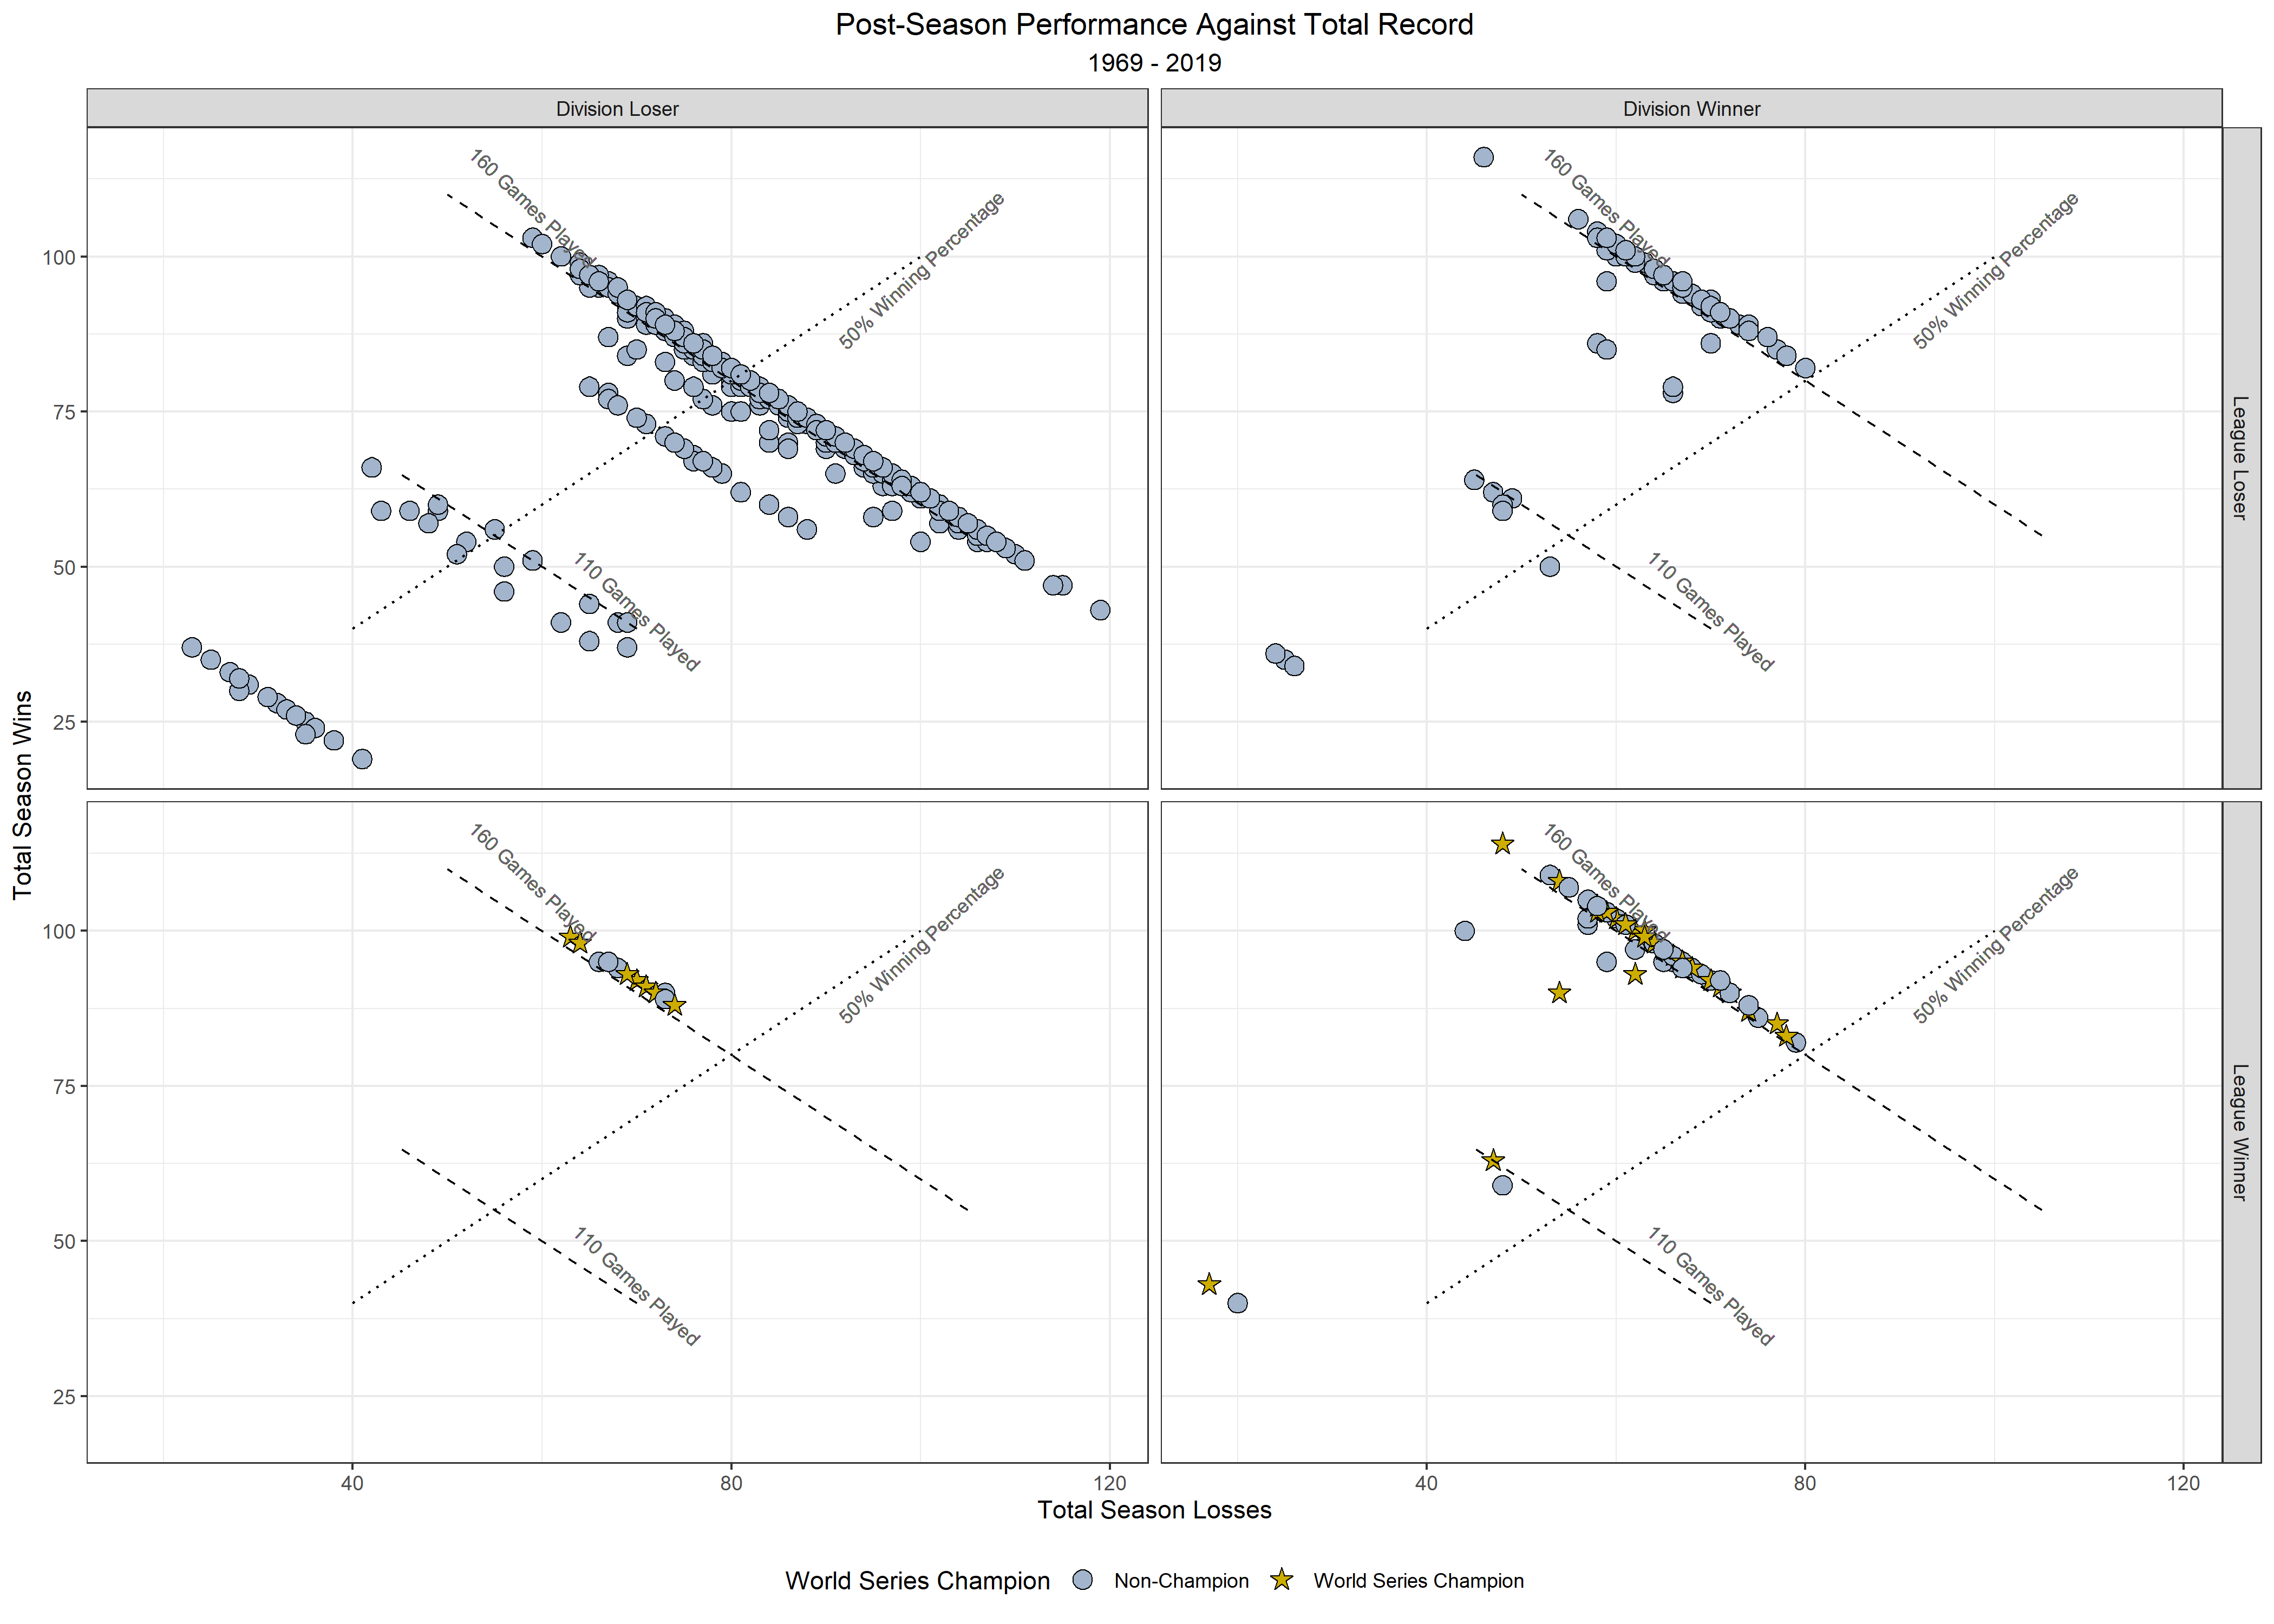 Post-Season Performance Against Total Record
1969 - 2019
Division Loser
Division Winner
160 Games Played
50% Winning Percentage
110 Games Played
160 Games Played
50% Winning Percentage
110 Games Played
League Loser
100
75
50
25
Total Season Wins
160 Games Played
50% Winning Percentage
110 Games Played
160 Games Played
50% Winning Percentage
110 Games Played
League Winner
100
75
50
25
40
80
120
40
80
120
Total Season Losses
World Series Champion Non-Champion World Series Champion